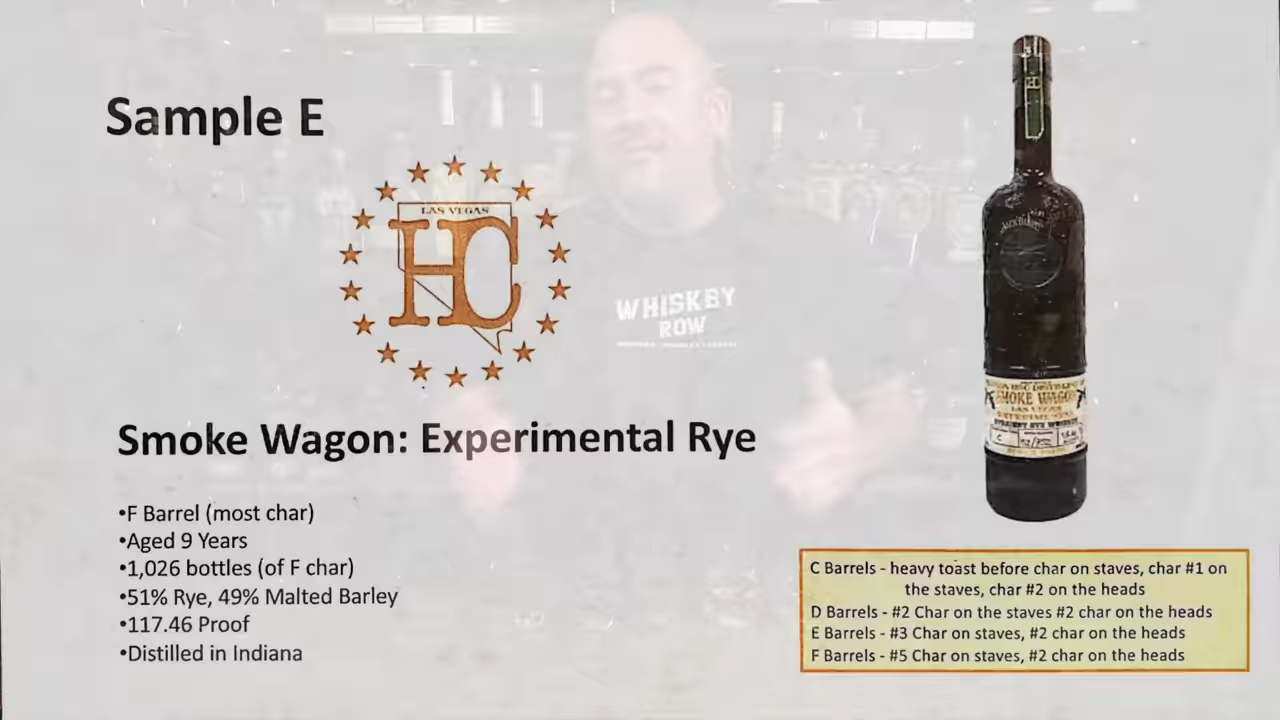 Sample E
LAS VEGAS
HC
WHISKEY
ROW
Smoke Wagon: Experimental Rye
•F Barrel (most char)
•Aged 9 Years
•1,026 bottles (of F char)
•51% Rye, 49% Malted Barley
•117.46 Proof
•Distilled in Indiana
SMOKE WAGON
LAS VEGAS
STRAIGHT RYE WHISKEY
C
C Barrels - heavy toast before char on staves, char #1 on
the staves, char #2 on the heads
D Barrels - #2 Char on the staves #2 char on the heads
E Barrels - #3 Char on staves, #2 char on the heads
F Barrels - #5 Char on staves, #2 char on the heads